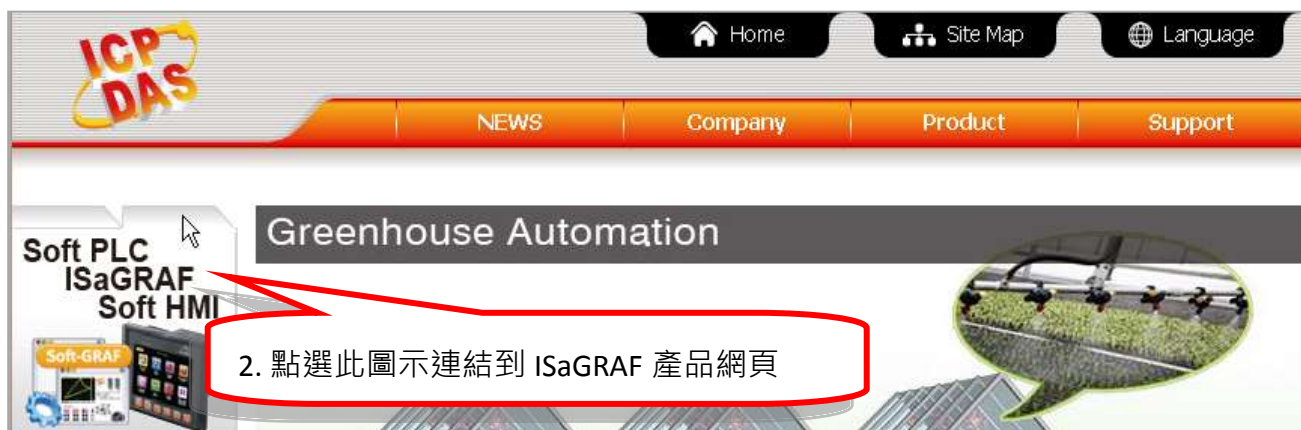 ICP DAS
Home
Site Map
Language
NEWS
Company
Product
Support
Greenhouse Automation
Soft PLC
ISaGRAF
Soft HMI
Soft-GRAF
2. 點選此圖示連結到 ISaGRAF 產品網頁